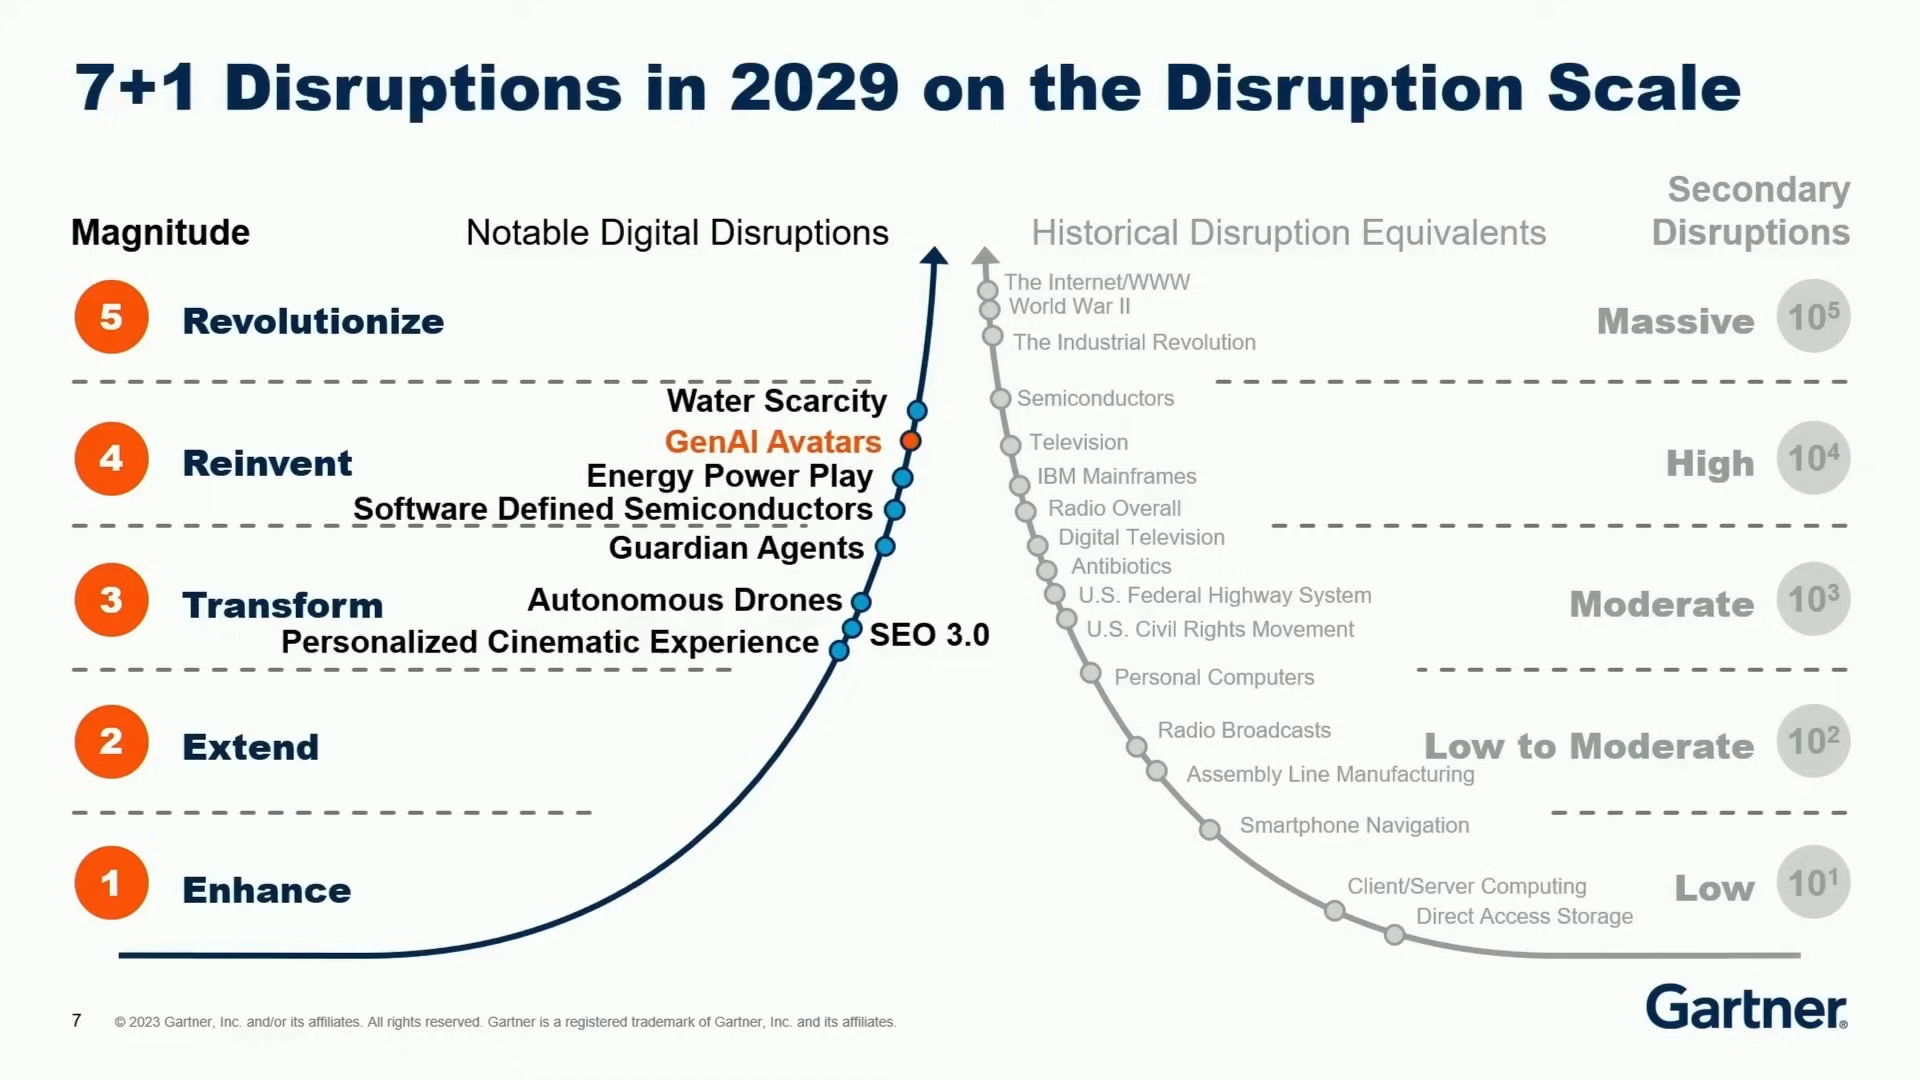 7+1 Disruptions in 2029 on the Disruption Scale
Magnitude
Notable Digital Disruptions
Historical Disruption Equivalents
Secondary
Disruptions
5
Revolutionize
4
Reinvent
3
Transform
2
Extend
1
Enhance
Water Scarcity
GenAI Avatars
Energy Power Play
Software Defined Semiconductors
Guardian Agents
Autonomous Drones
SEO 3.0
Personalized Cinematic Experience
The Internet/WWW
World War II
The Industrial Revolution
Semiconductors
Television
IBM Mainframes
Radio Overall
Digital Television
Antibiotics
U.S. Federal Highway System
U.S. Civil Rights Movement
Personal Computers
Radio Broadcasts
Assembly Line Manufacturing
Smartphone Navigation
Client/Server Computing
Direct Access Storage
Massive
10⁵
High
10⁴
Moderate
10³
Low to Moderate
10²
Low
10¹
7
© 2023 Gartner, Inc. and/or its affiliates. All rights reserved. Gartner is a registered trademark of Gartner, Inc. and its affiliates.
Gartner®